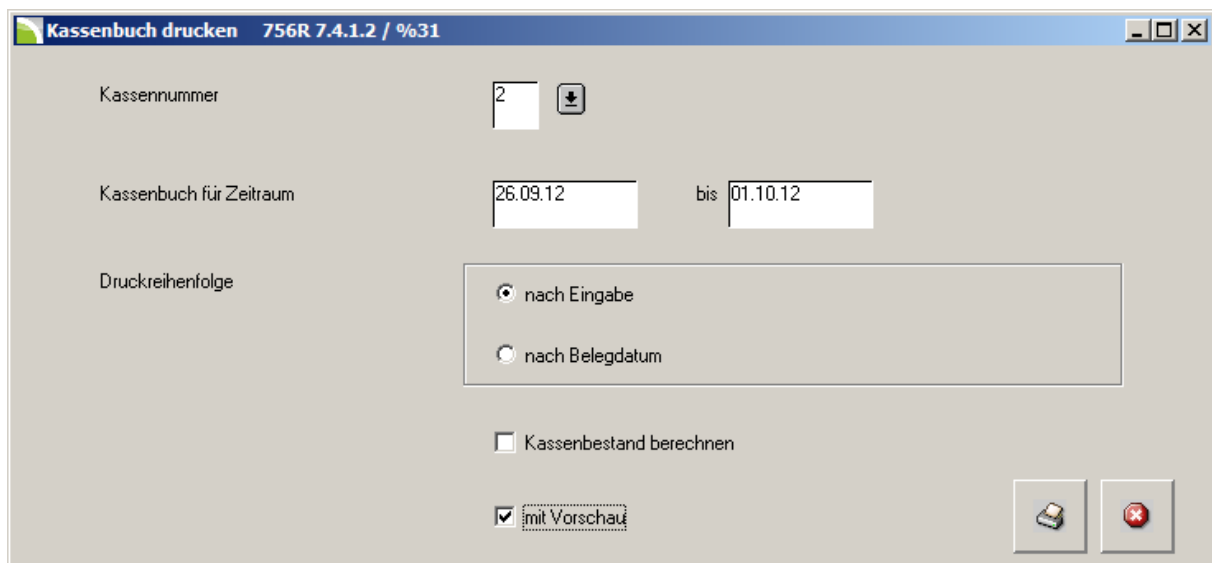 Kassenbuch drucken 756R 7.4.1.2 / %31
Kassennummer 2
Kassenbuch für Zeitraum 26.09.12 bis 01.10.12
Druckreihenfolge
nach Eingabe
nach Belegdatum
Kassenbestand berechnen
mit Vorschau